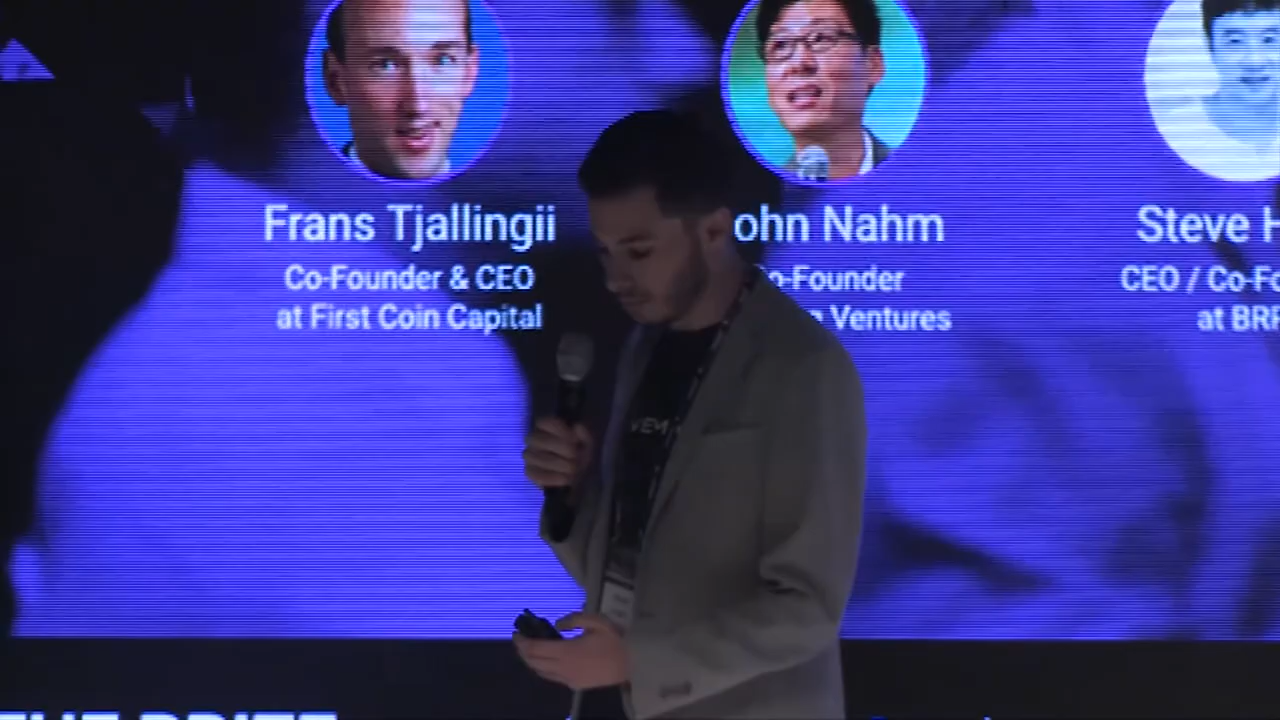 Frans Tjallingii
Co-Founder & CEO
at First Coin Capital
ohn Nahm
o-Founder
Ventures
Steve H
CEO / Co-Fo
at BR